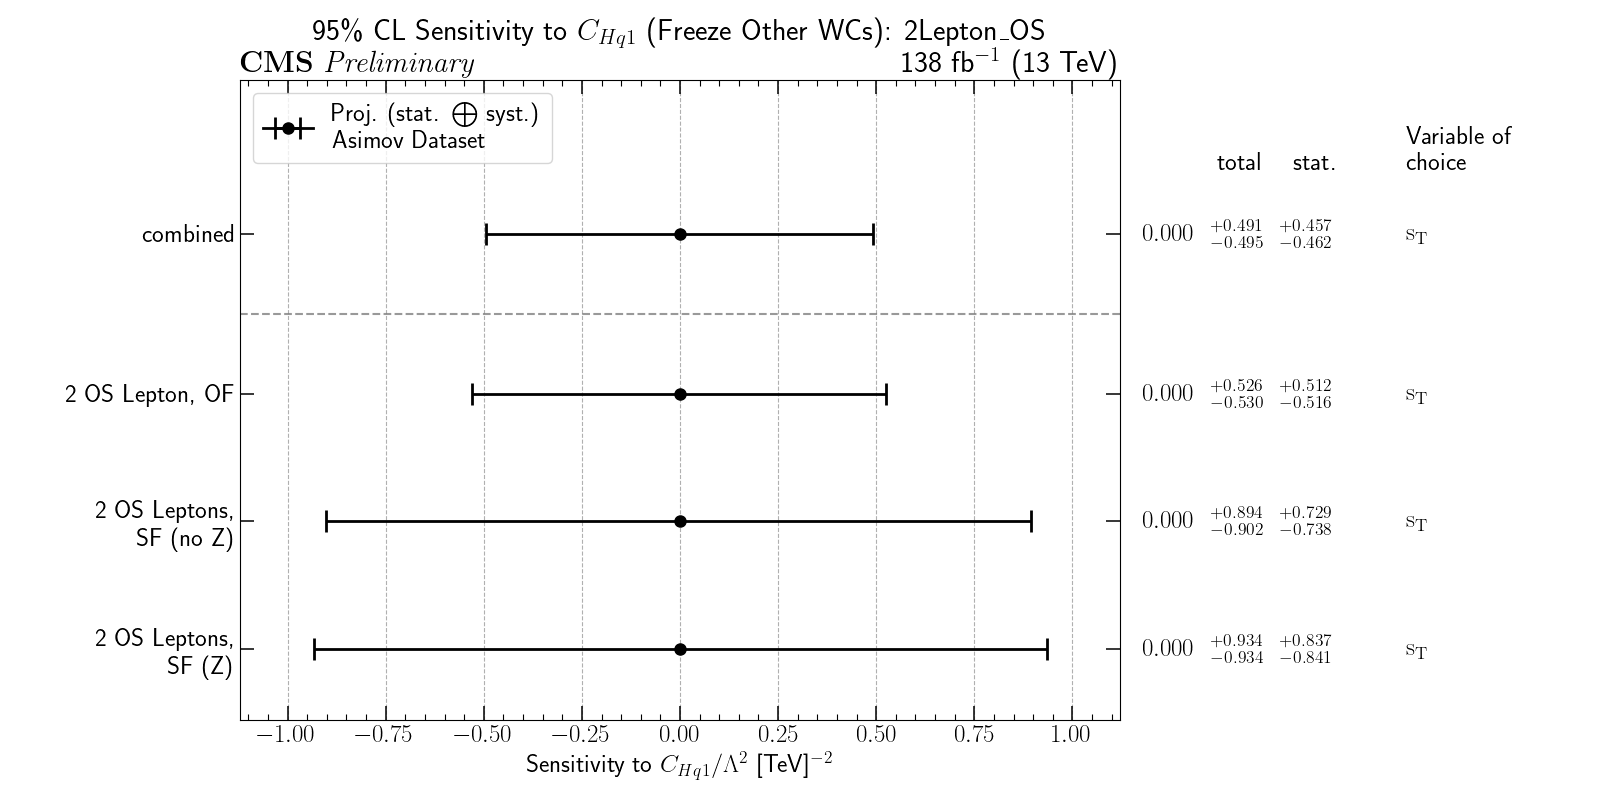 95% CL Sensitivity to C_{Hq1} (Freeze Other WCs): 2Lepton_OS
CMS Preliminary 138 fb^{-1} (13 TeV)
Proj. (stat. ⨁ syst.)
Asimov Dataset
Variable of
total stat. choice
combined 0.000 +0.491 +0.457
−0.495 −0.462 s_T
2 OS Lepton, OF 0.000 +0.526 +0.512
−0.530 −0.516 s_T
2 OS Leptons,
SF (no Z) 0.000 +0.894 +0.729
−0.902 −0.738 s_T
2 OS Leptons,
SF (Z) 0.000 +0.934 +0.837
−0.934 −0.841 s_T
−1.00 −0.75 −0.50 −0.25 0.00 0.25 0.50 0.75 1.00
Sensitivity to C_{Hq1}/Λ^2 [TeV]^{-2}